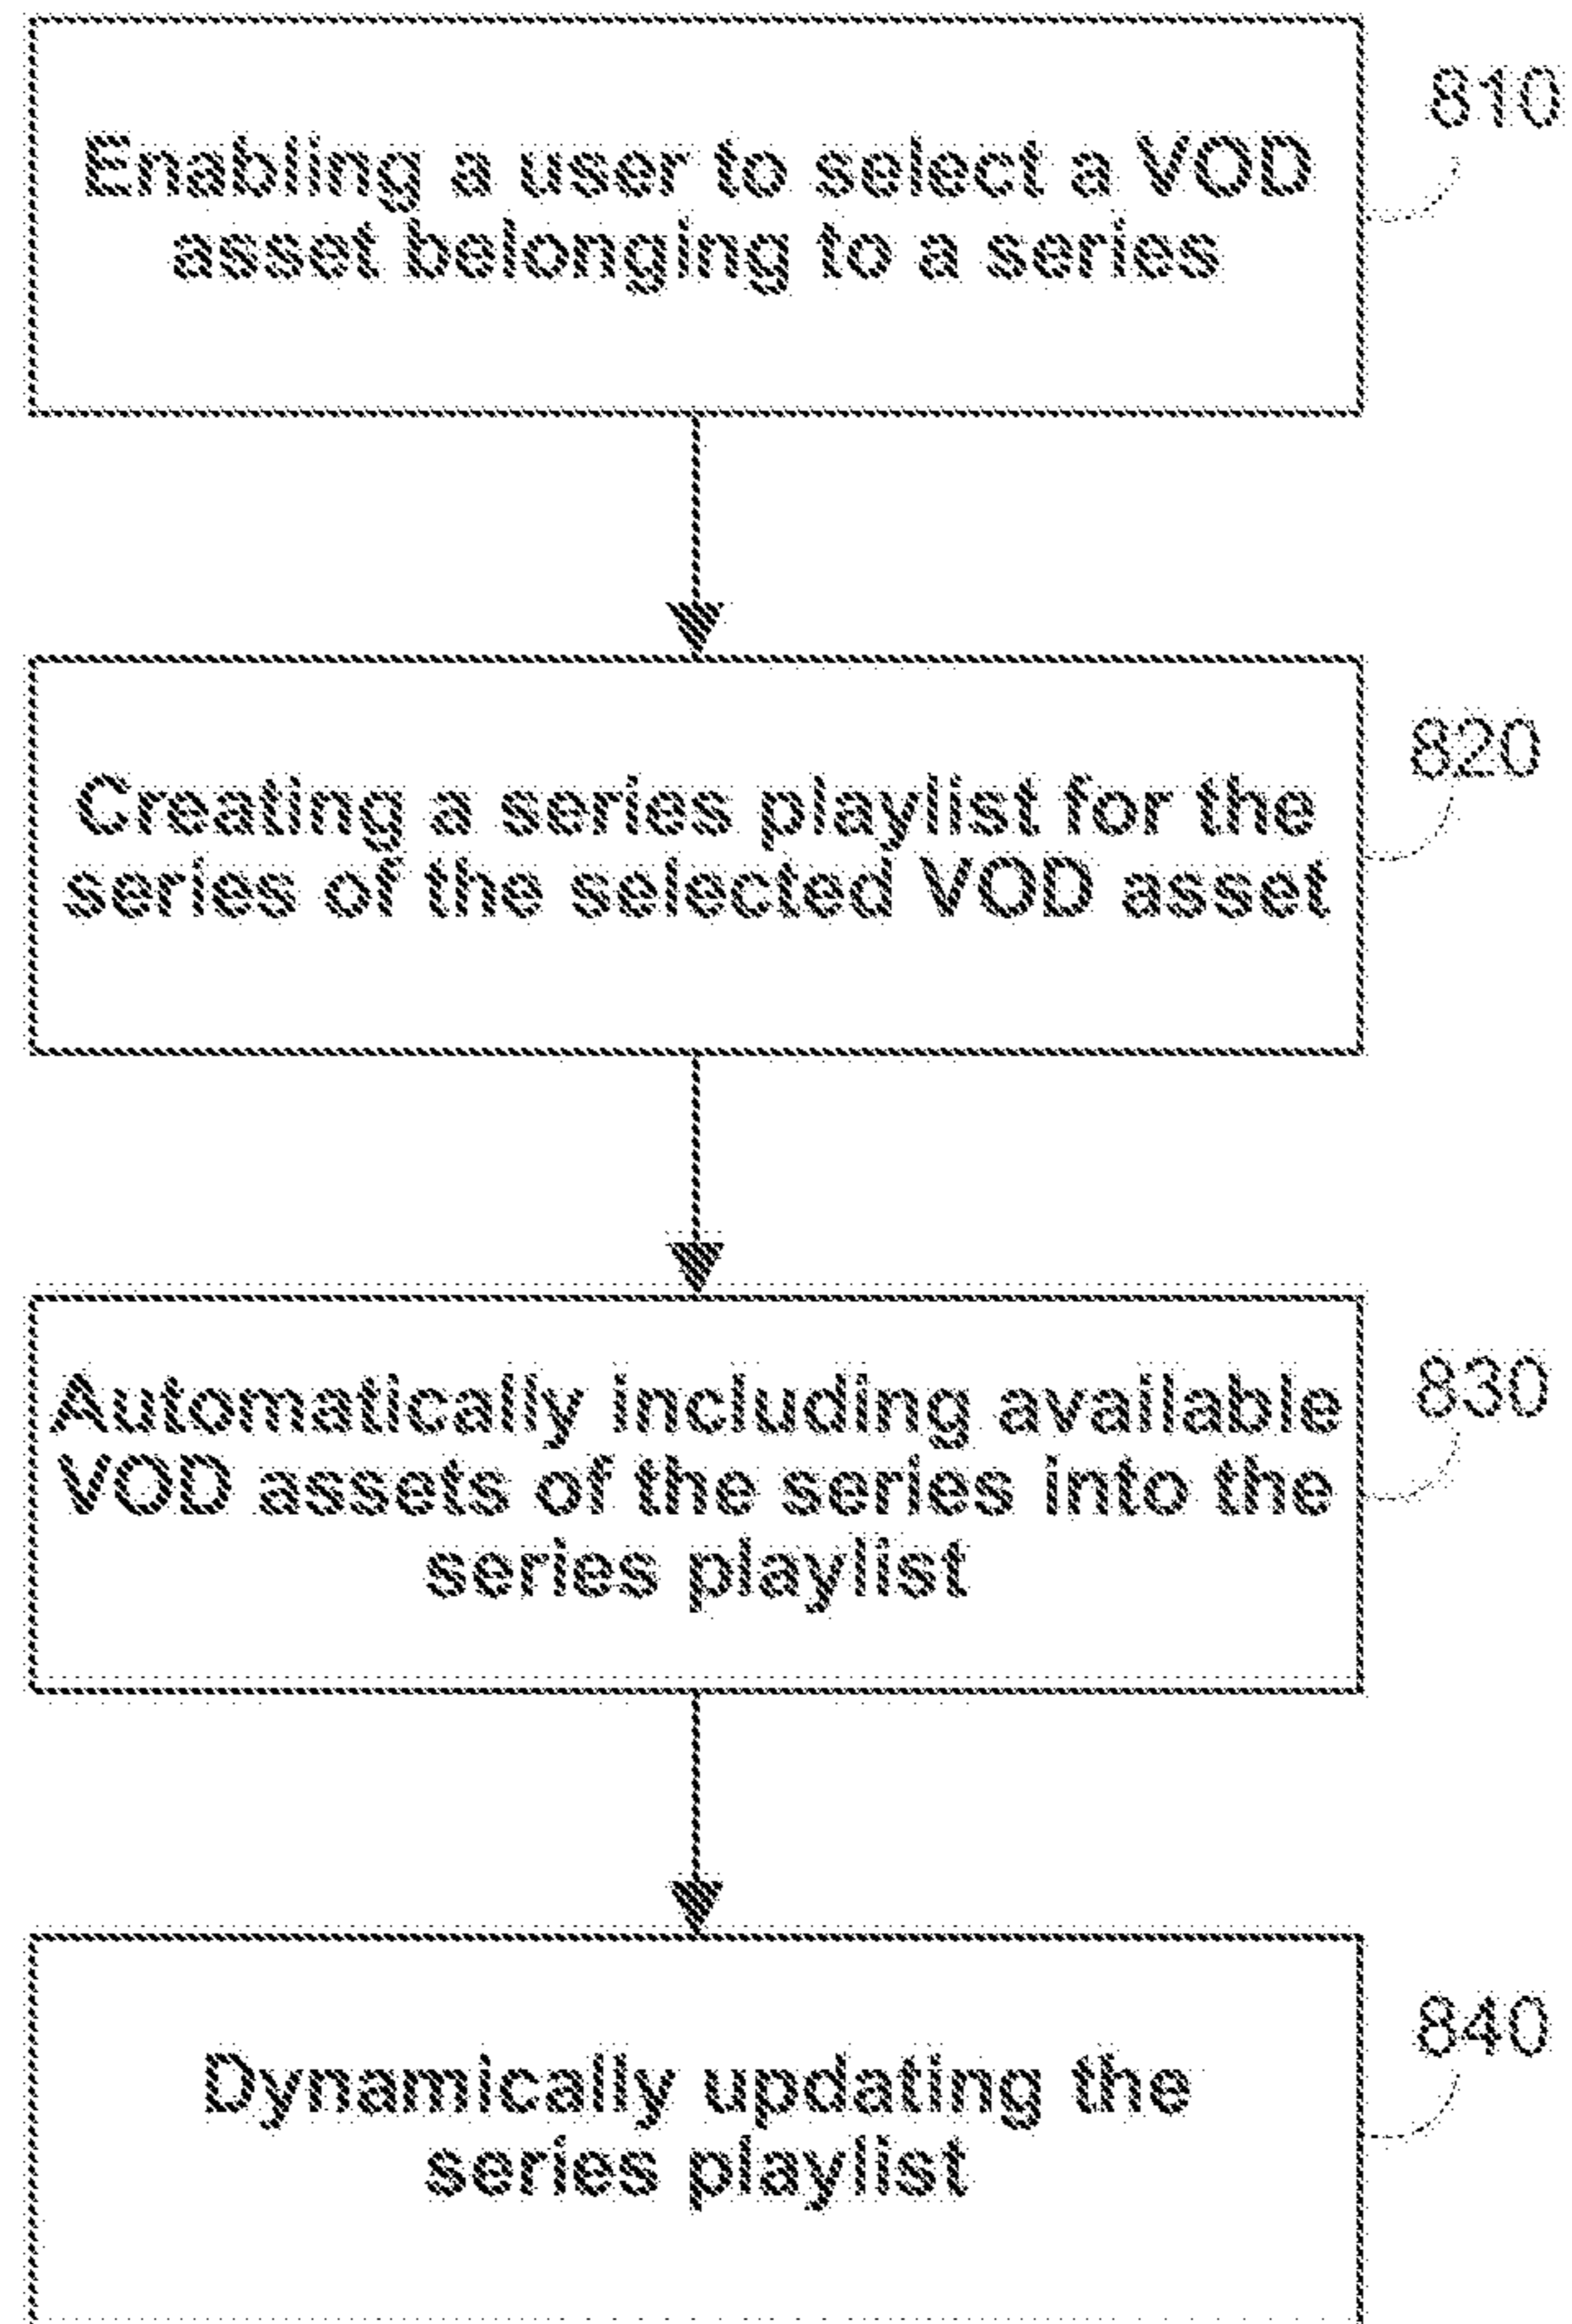 Enabling a user to select a VOD
asset belonging to a series
810
Creating a series playlist for the
series of the selected VOD asset
820
Automatically including available
VOD assets of the series into the
series playlist
830
Dynamically updating the
series playlist
840